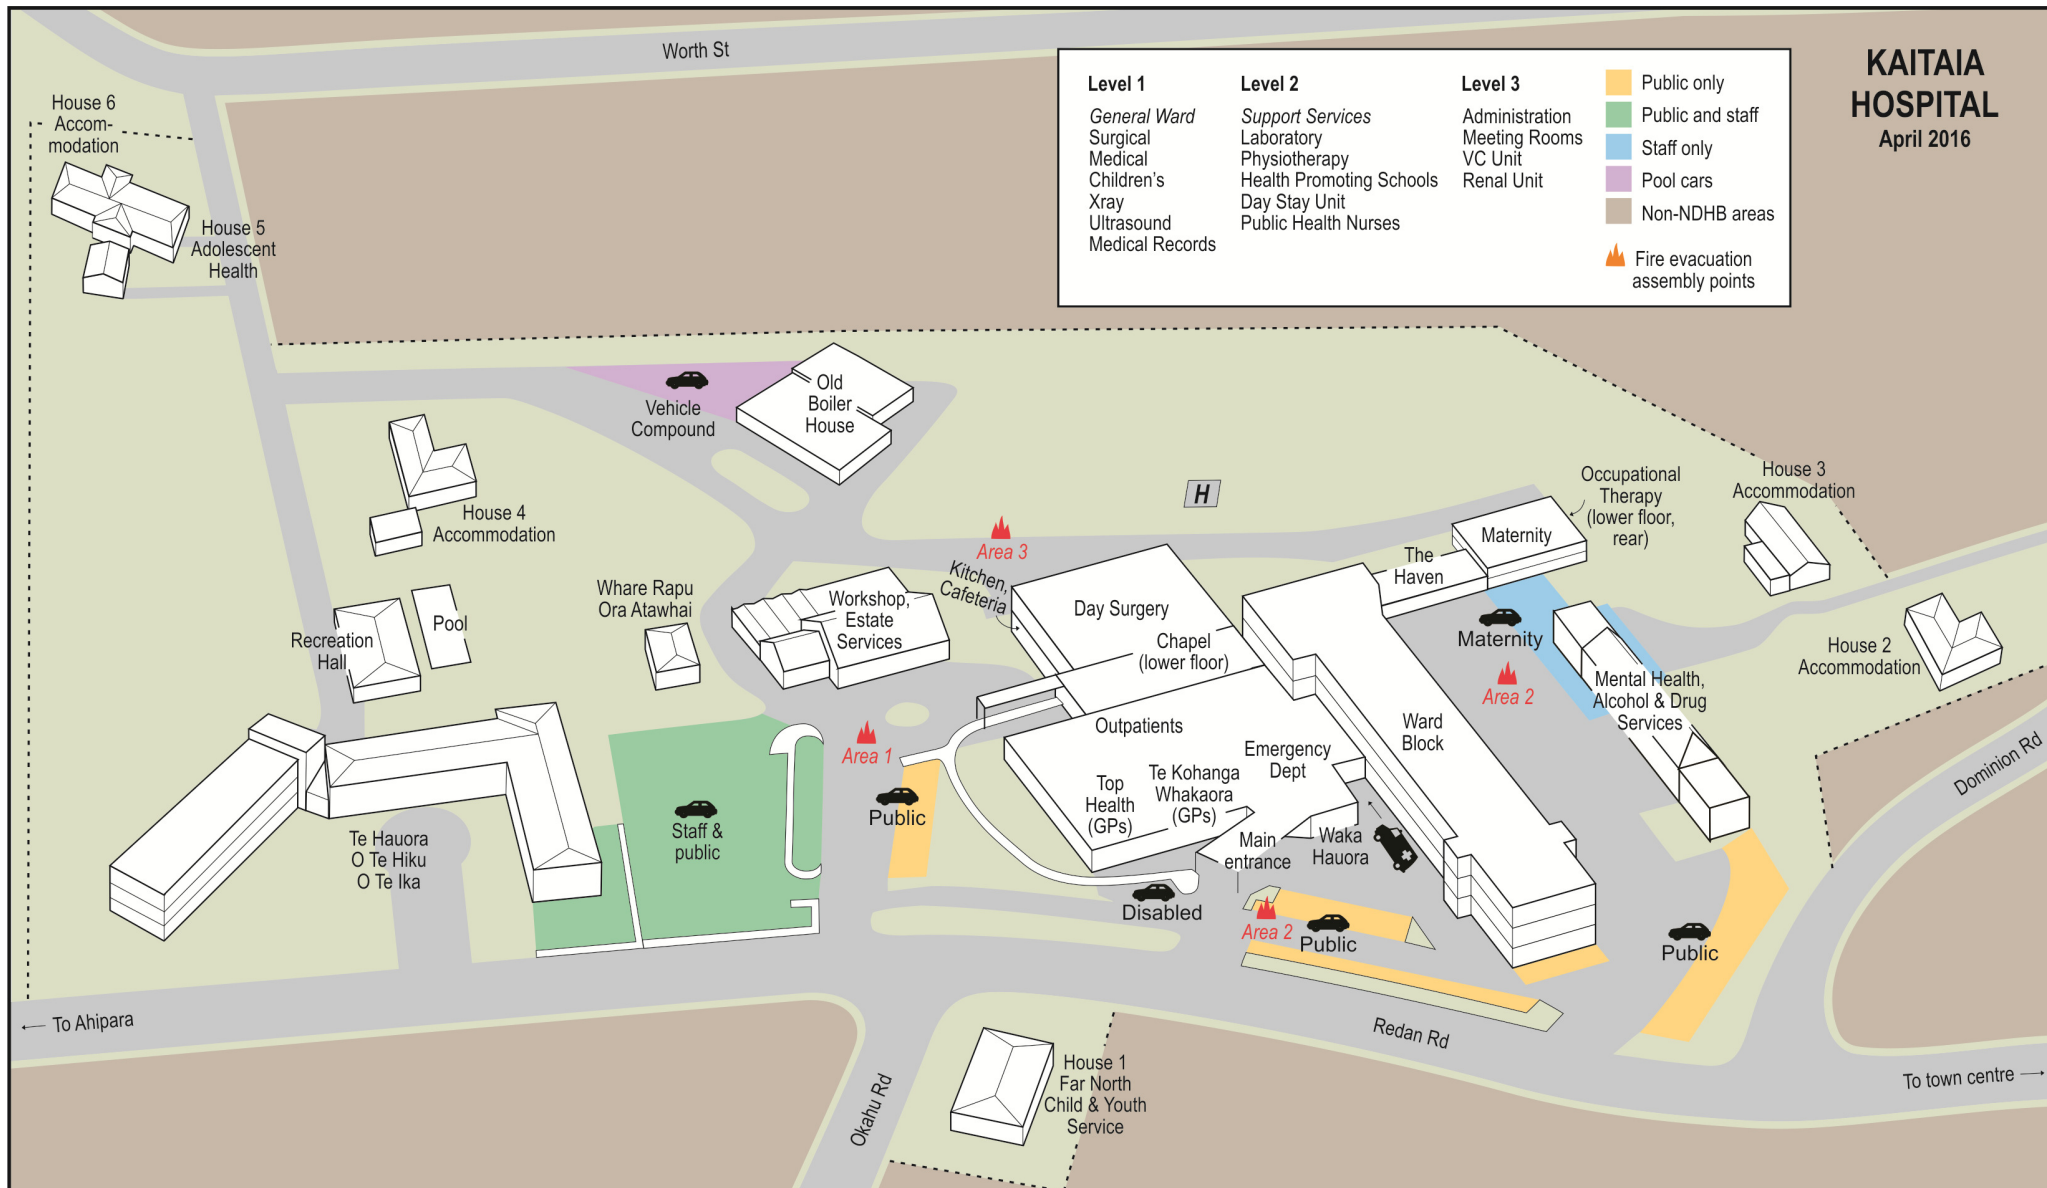 Worth St
KAITAIA
HOSPITAL
April 2016
Level 1
General Ward
Surgical
Medical
Children's
Xray
Ultrasound
Medical Records
Level 2
Support Services
Laboratory
Physiotherapy
Health Promoting Schools
Day Stay Unit
Public Health Nurses
Level 3
Administration
Meeting Rooms
VC Unit
Renal Unit
Public only
Public and staff
Staff only
Pool cars
Non-NDHB areas
Fire evacuation
assembly points
House 6
Accom-
modation
House 5
Adolescent
Health
Vehicle
Compound
Old
Boiler
House
House 4
Accommodation
H
Area 3
Kitchen,
Cafeteria
Occupational
Therapy
(lower floor,
rear)
House 3
Accommodation
Maternity
The
Haven
Whare Rapu
Ora Atawhai
Workshop,
Estate
Services
Day Surgery
Chapel
(lower floor)
Maternity
Area 2
House 2
Accommodation
Recreation
Hall
Pool
Mental Health,
Alcohol & Drug
Services
Area 1
Outpatients
Ward
Block
Emergency
Dept
Te Kohanga
Whakaora
(GPs)
Top
Health
(GPs)
Dominion Rd
Public
Staff &
public
Te Hauora
O Te Hiku
O Te Ika
Main
entrance
Waka
Hauora
Disabled
Area 2
Public
Public
← To Ahipara
Redan Rd
Okahu Rd
House 1
Far North
Child & Youth
Service
To town centre →